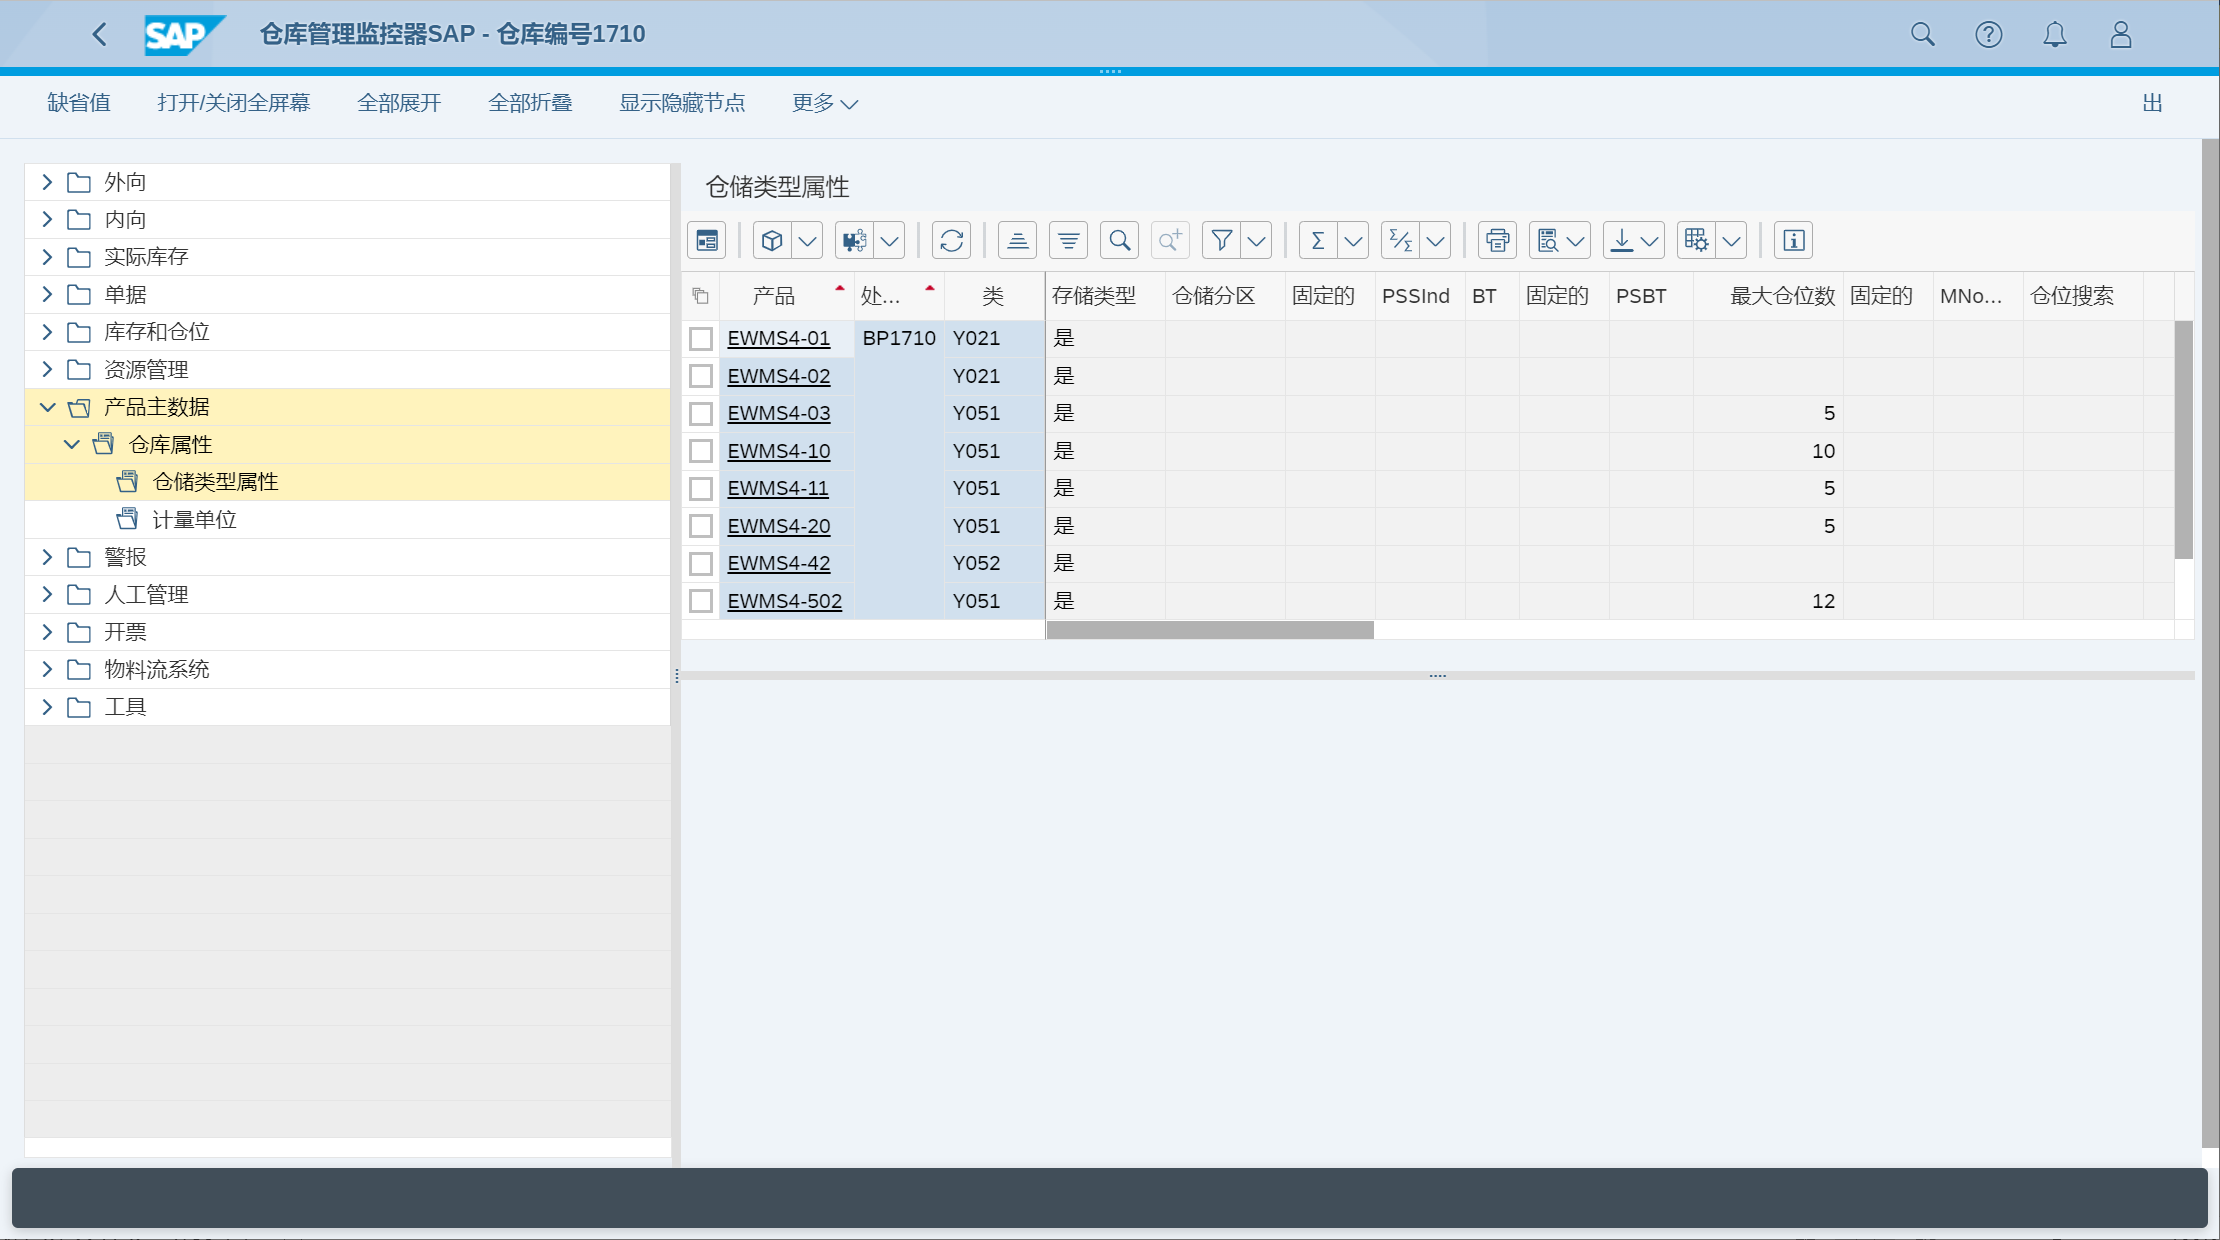 SAP 仓库管理监控器SAP - 仓库编号1710
缺省值 打开/关闭全屏幕 全部展开 全部折叠 显示隐藏节点 更多 出
外向
内向
实际库存
单据
库存和仓位
资源管理
产品主数据
仓库属性
仓储类型属性
计量单位
警报
人工管理
开票
物料流系统
工具
仓储类型属性
产品 处... 类 存储类型 仓储分区 固定的 PSSInd BT 固定的 PSBT 最大仓位数 固定的 MNo... 仓位搜索
EWMS4-01 BP1710 Y021 是
EWMS4-02 Y021 是
EWMS4-03 Y051 是 5
EWMS4-10 Y051 是 10
EWMS4-11 Y051 是 5
EWMS4-20 Y051 是 5
EWMS4-42 Y052 是
EWMS4-502 Y051 是 12